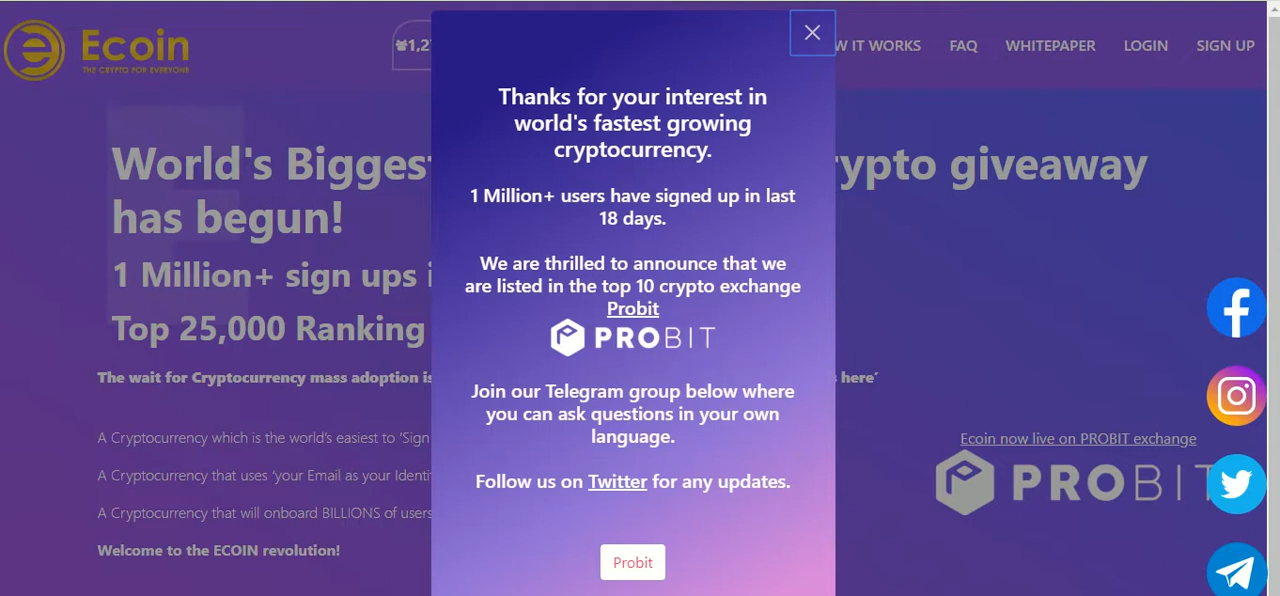 Ecoin
THE CRYPTO FOR EVERYONE
HOW IT WORKS FAQ WHITEPAPER LOGIN SIGN UP
Thanks for your interest in
world's fastest growing
cryptocurrency.
1 Million+ users have signed up in last
18 days.
We are thrilled to announce that we
are listed in the top 10 crypto exchange
Probit
PROBIT
Join our Telegram group below where
you can ask questions in your own
language.
Follow us on Twitter for any updates.
Probit
World's Biggest
crypto giveaway
has begun!
1 Million+ sign ups
Top 25,000 Ranking
The wait for Cryptocurrency mass adoption is
here’
A Cryptocurrency which is the world’s easiest to ‘Sign
A Cryptocurrency that uses ‘your Email as your
A Cryptocurrency that will onboard BILLIONS of users
Welcome to the ECOIN revolution!
Ecoin now live on PROBIT exchange
PROBIT